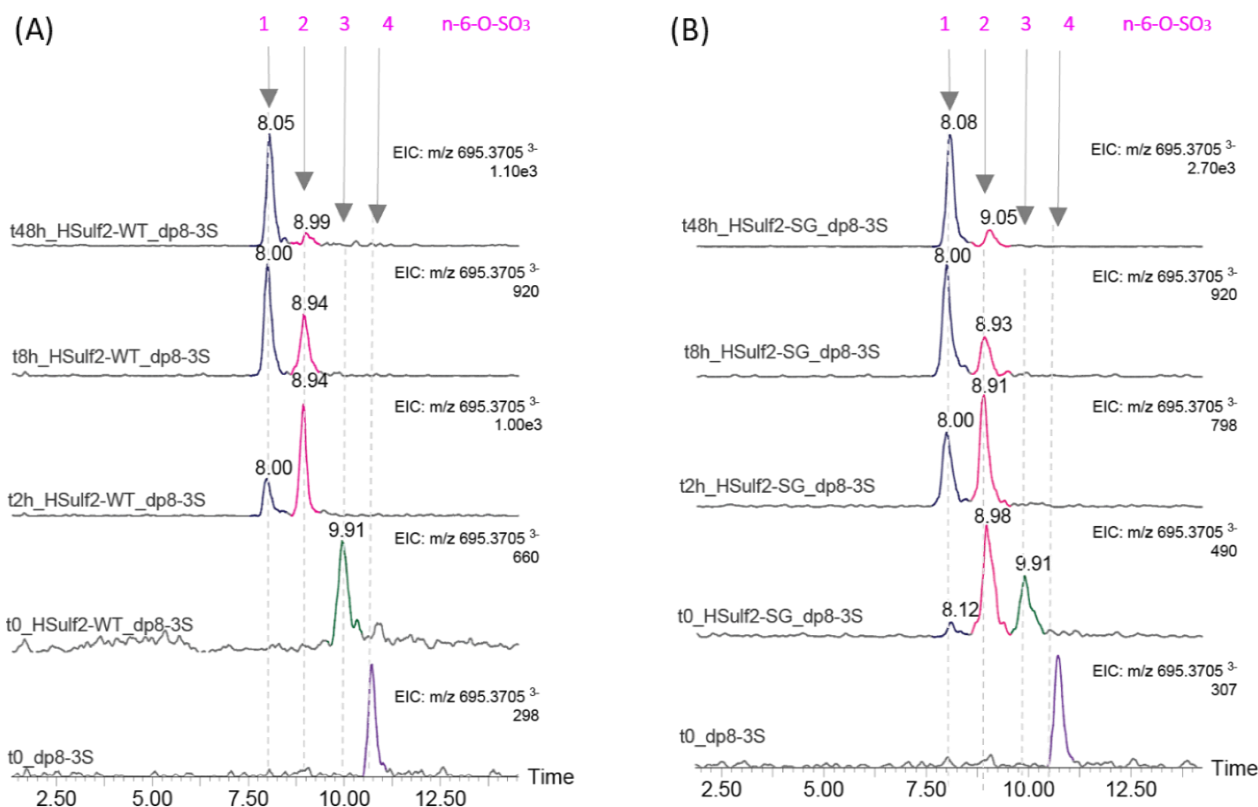 (A)
1 2 3 4 n-6-O-SO₃
8.05
EIC: m/z 695.3705 ³⁻
1.10e3
t48h_HSulf2-WT_dp8-3S
8.99
8.00
EIC: m/z 695.3705 ³⁻
920
8.94
t8h_HSulf2-WT_dp8-3S
8.94
EIC: m/z 695.3705 ³⁻
1.00e3
8.00
t2h_HSulf2-WT_dp8-3S
9.91
EIC: m/z 695.3705 ³⁻
660
t0_HSulf2-WT_dp8-3S
EIC: m/z 695.3705 ³⁻
298
t0_dp8-3S
Time
2.50 5.00 7.50 10.00 12.50
(B)
1 2 3 4 n-6-O-SO₃
8.08
EIC: m/z 695.3705 ³⁻
2.70e3
t48h_HSulf2-SG_dp8-3S
9.05
8.00
EIC: m/z 695.3705 ³⁻
920
8.93
t8h_HSulf2-SG_dp8-3S
8.91
EIC: m/z 695.3705 ³⁻
798
8.00
t2h_HSulf2-SG_dp8-3S
8.98
EIC: m/z 695.3705 ³⁻
490
9.91
8.12
t0_HSulf2-SG_dp8-3S
EIC: m/z 695.3705 ³⁻
307
t0_dp8-3S
Time
2.50 5.00 7.50 10.00 12.50